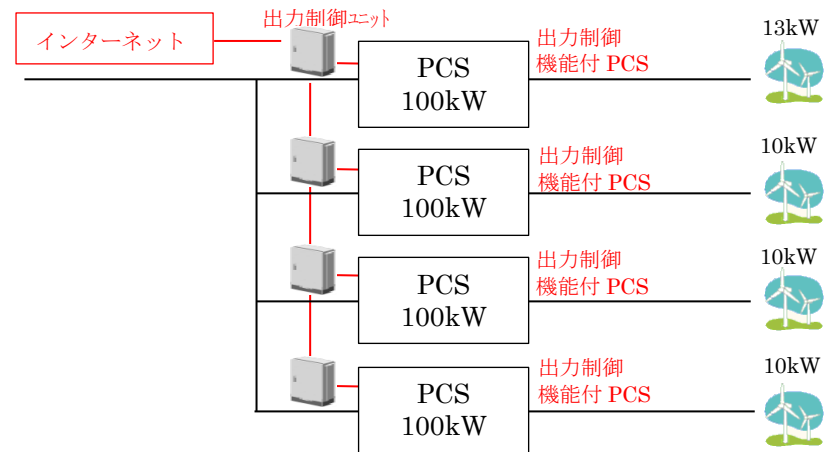 出力制御ユニット
インターネット
PCS
100kW
出力制御
機能付 PCS
13kW
PCS
100kW
出力制御
機能付 PCS
10kW
PCS
100kW
出力制御
機能付 PCS
10kW
PCS
100kW
出力制御
機能付 PCS
10kW